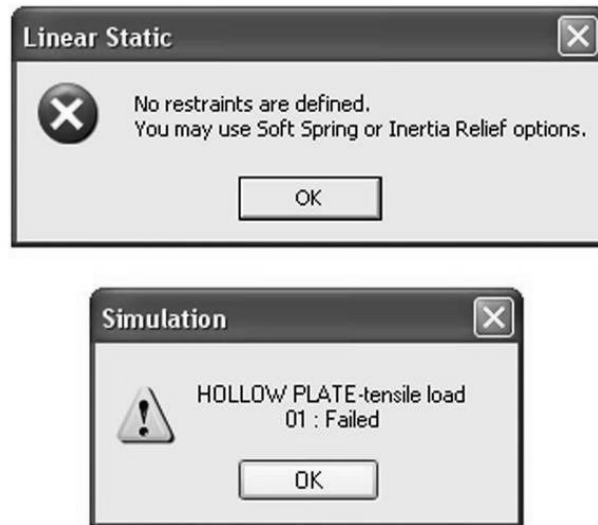 Linear Static
No restraints are defined.
You may use Soft Spring or Inertia Relief options.
OK
Simulation
HOLLOW PLATE-tensile load
01 : Failed
OK